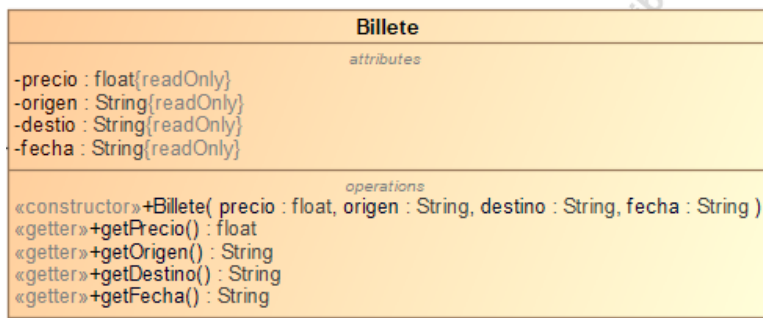 Billete
attributes
-precio : float{readOnly}
-origen : String{readOnly}
-destio : String{readOnly}
-fecha : String{readOnly}
operations
«constructor»+Billete( precio : float, origen : String, destino : String, fecha : String )
«getter»+getPrecio() : float
«getter»+getOrigen() : String
«getter»+getDestino() : String
«getter»+getFecha() : String